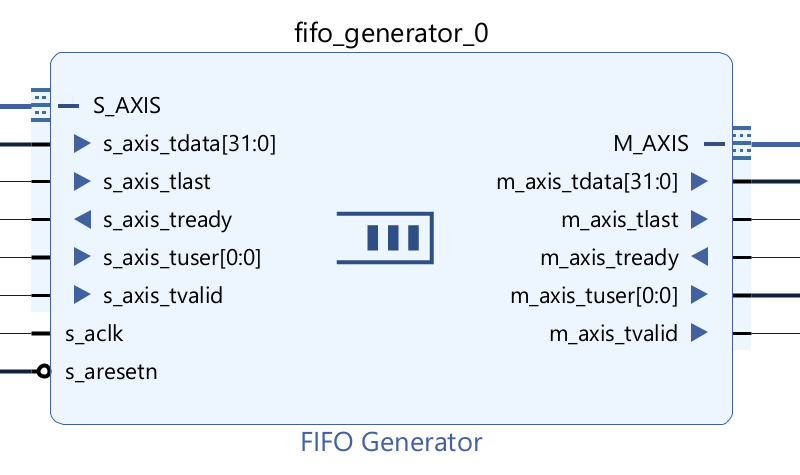 fifo_generator_0
S_AXIS
s_axis_tdata[31:0]
s_axis_tlast
s_axis_tready
s_axis_tuser[0:0]
s_axis_tvalid
s_aclk
s_aresetn
M_AXIS
m_axis_tdata[31:0]
m_axis_tlast
m_axis_tready
m_axis_tuser[0:0]
m_axis_tvalid
FIFO Generator